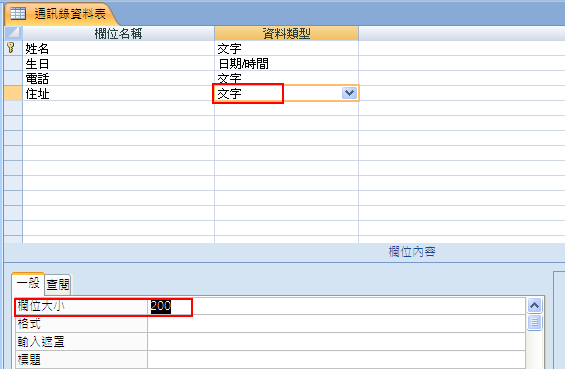 通訊錄資料表
欄位名稱 資料類型
姓名 文字
生日 日期/時間
電話 文字
住址 文字
欄位內容
一般 查閱
欄位大小 200
格式
輸入遮罩
標題